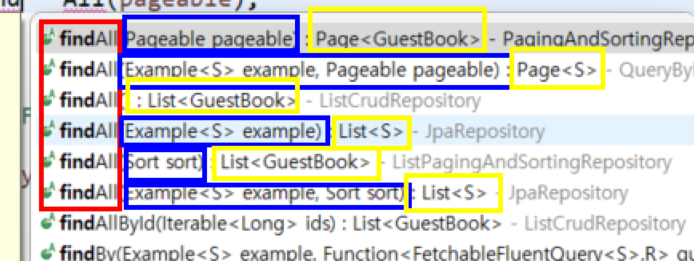 All(pageable);
findAll(Pageable pageable) : Page<GuestBook> - PagingAndSortingRep
findAll(Example<S> example, Pageable pageable) : Page<S> - QueryByE
findAll() : List<GuestBook> - ListCrudRepository
findAll(Example<S> example) : List<S> - JpaRepository
findAll(Sort sort) : List<GuestBook> - ListPagingAndSortingRepository
findAll(Example<S> example, Sort sort) : List<S> - JpaRepository
findAllById(Iterable<Long> ids) : List<GuestBook> - ListCrudRepository
findBy(Example<S> example, Function<FetchableFluentQuery<S>,R> qu